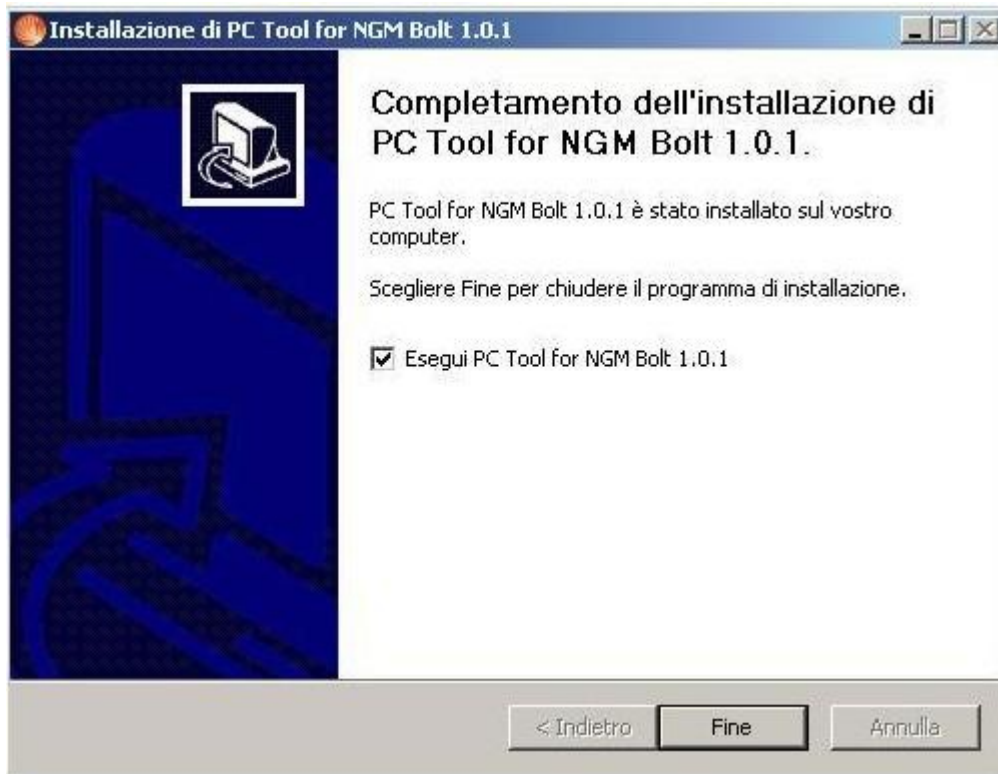 Installazione di PC Tool for NGM Bolt 1.0.1
Completamento dell'installazione di
PC Tool for NGM Bolt 1.0.1.
PC Tool for NGM Bolt 1.0.1 è stato installato sul vostro
computer.
Scegliere Fine per chiudere il programma di installazione.
Esegui PC Tool for NGM Bolt 1.0.1
< Indietro
Fine
Annulla